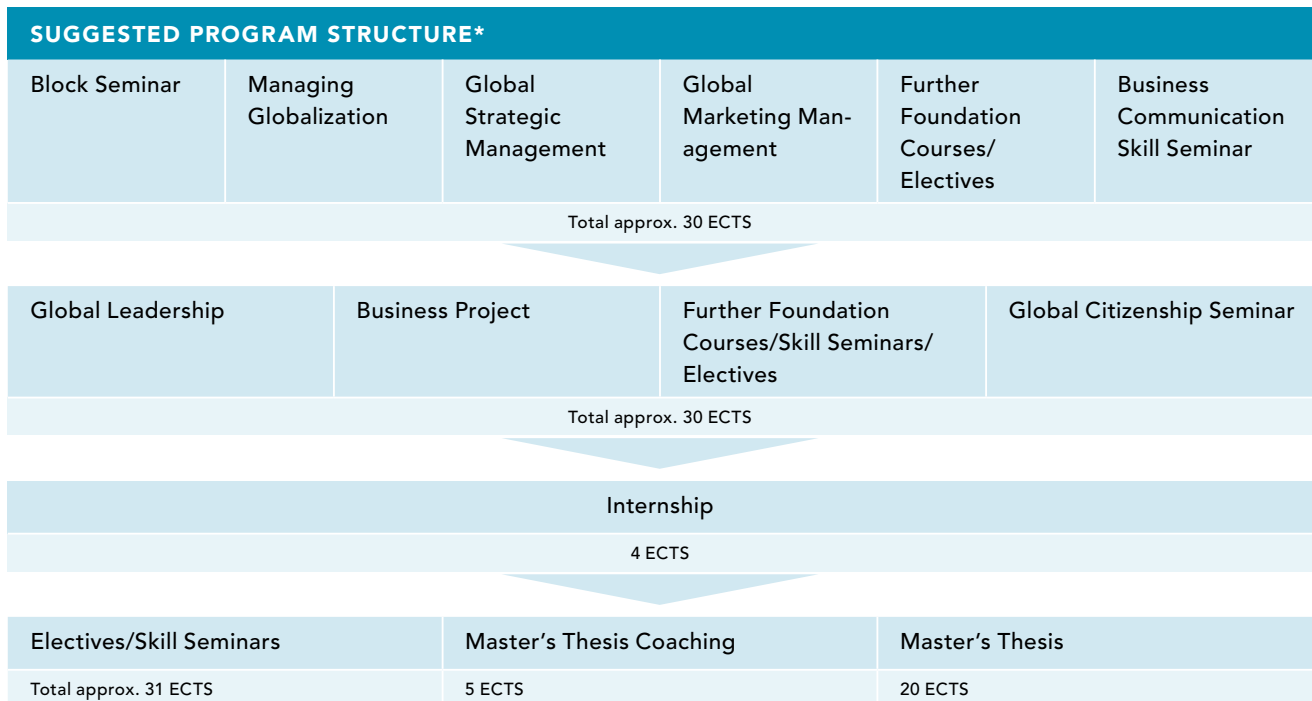 SUGGESTED PROGRAM STRUCTURE*
Block Seminar
Managing
Globalization
Global
Strategic
Management
Global
Marketing Man-
agement
Further
Foundation
Courses/
Electives
Business
Communication
Skill Seminar
Total approx. 30 ECTS
Global Leadership
Business Project
Further Foundation
Courses/Skill Seminars/
Electives
Global Citizenship Seminar
Total approx. 30 ECTS
Internship
4 ECTS
Electives/Skill Seminars
Master’s Thesis Coaching
Master’s Thesis
Total approx. 31 ECTS
5 ECTS
20 ECTS